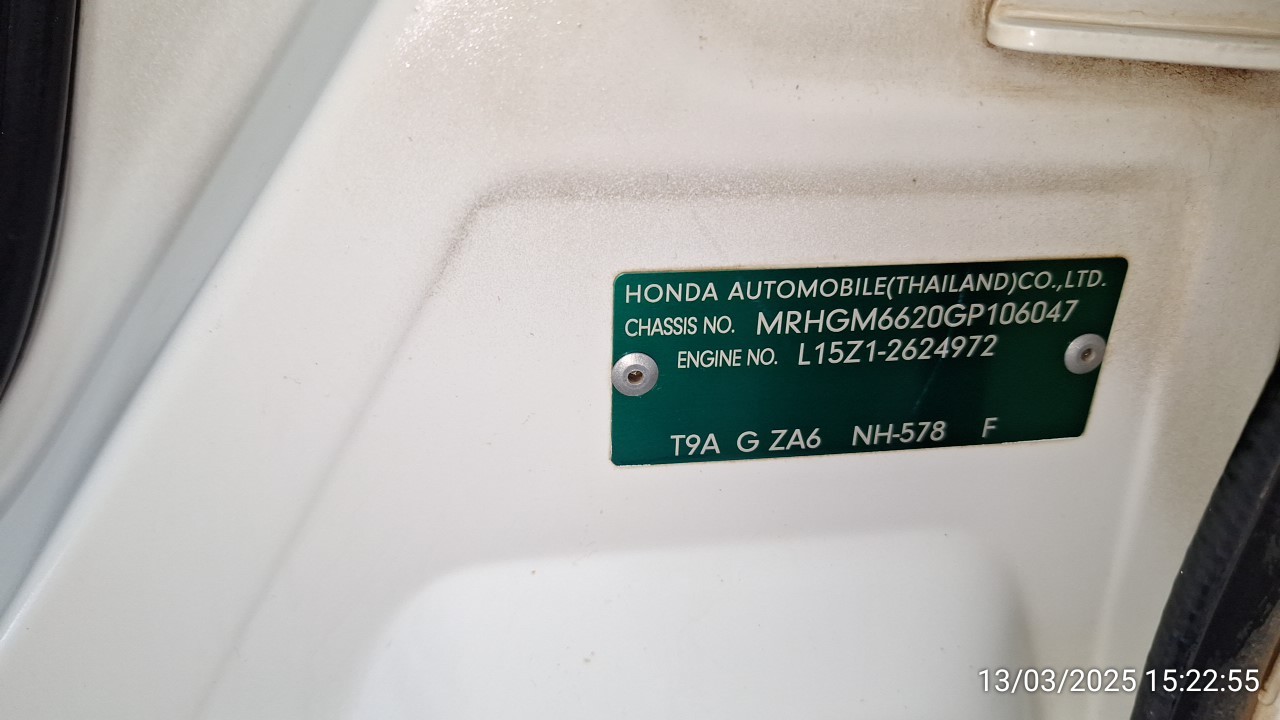 HONDA AUTOMOBILE(THAILAND)CO.,LTD.
CHASSIS NO. MRHGM6620GP106047
ENGINE NO. L15Z1-2624972
T9A G ZA6 NH-578 F
13/03/2025 15:22:55